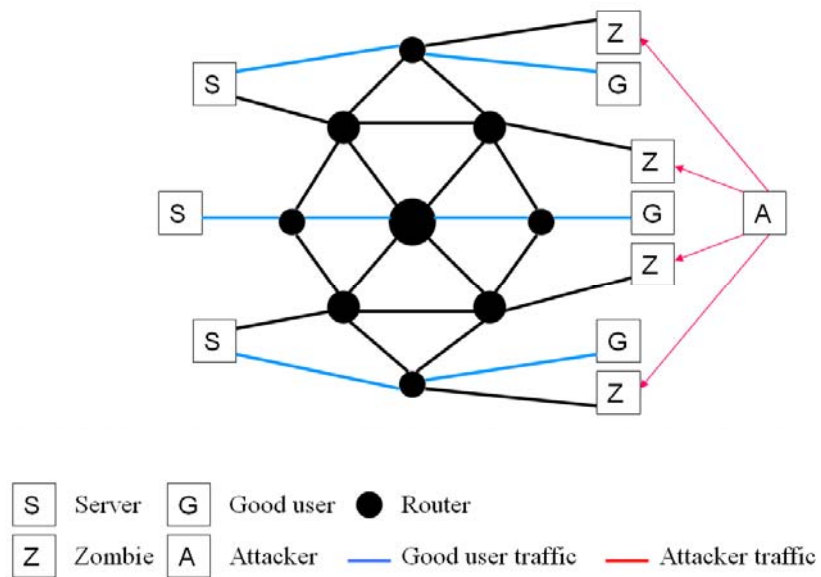 Z
S
G
Z
S
G
A
Z
S
G
Z
S Server G Good user Router
Z Zombie A Attacker Good user traffic Attacker traffic